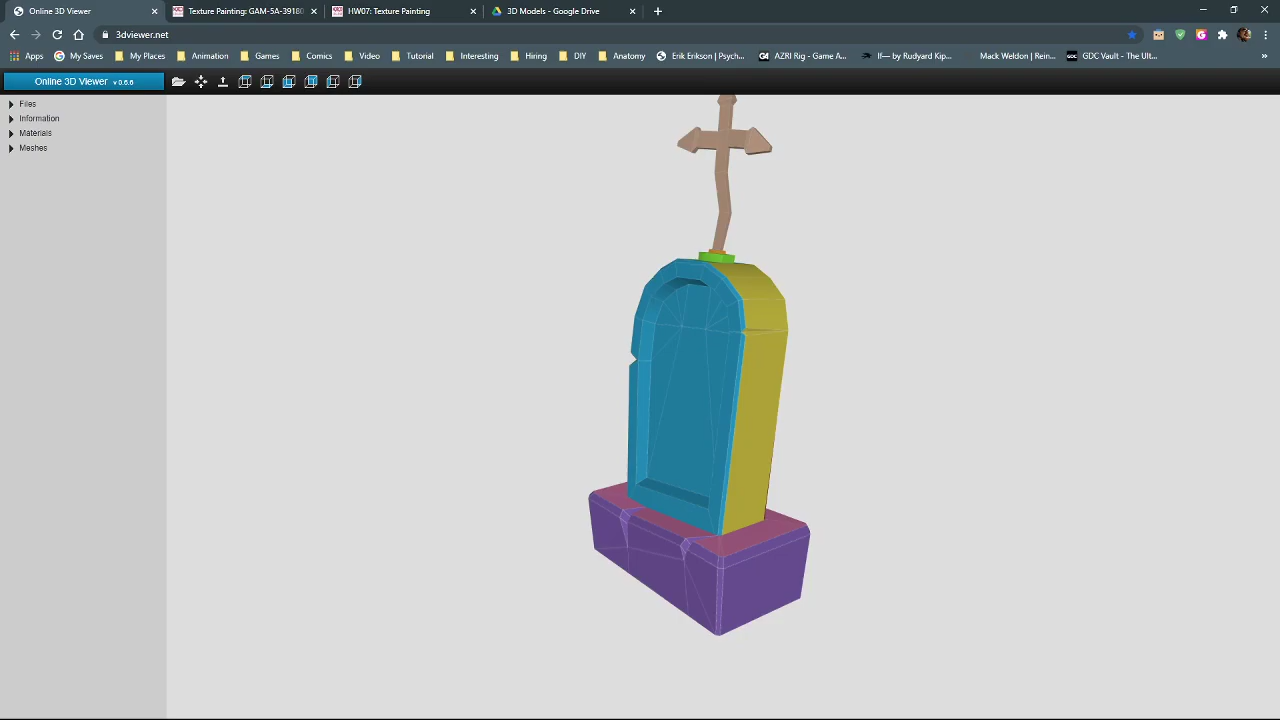 Online 3D Viewer
Texture Painting: GAM-5A-39180
HW07: Texture Painting
3D Models - Google Drive
3dviewer.net
Apps
My Saves
My Places
Animation
Games
Comics
Video
Tutorial
Interesting
Hiring
DIY
Anatomy
Erik Erikson | Psych...
AZRI Rig - Game A...
If— by Rudyard Kip...
Mack Weldon | Rein...
GDC Vault - The Ult...
Online 3D Viewer v 0.6.6
Files
Information
Materials
Meshes